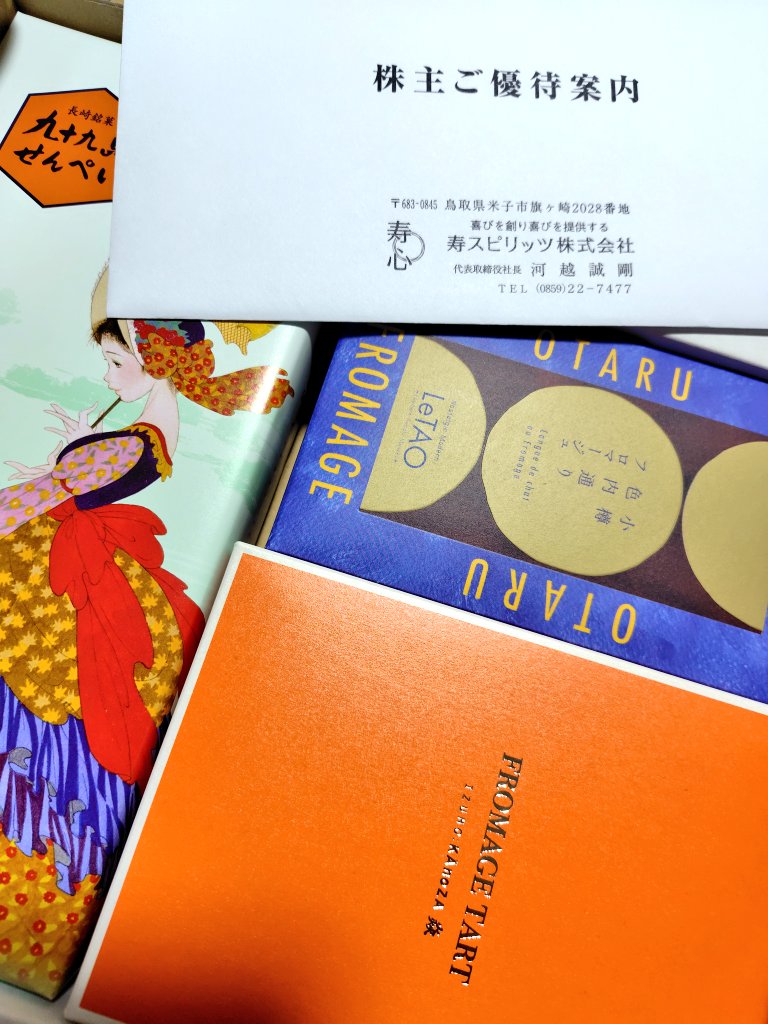 株主ご優待案内
〒683-0845 鳥取県米子市旗ヶ崎2028番地
喜びを創り喜びを提供する
寿心
寿スピリッツ株式会社
代表取締役社長 河越誠剛
TEL (0859)22-7477
長崎銘菓
九十九島
せんぺい
OTARU
FROMAGE
Nostalgic Modern
LeTAO
小樽
色内通り
フロマージュ
Langue de chat
au fromage
OTARU
FROMAGE TART
IZUMO KANOZA